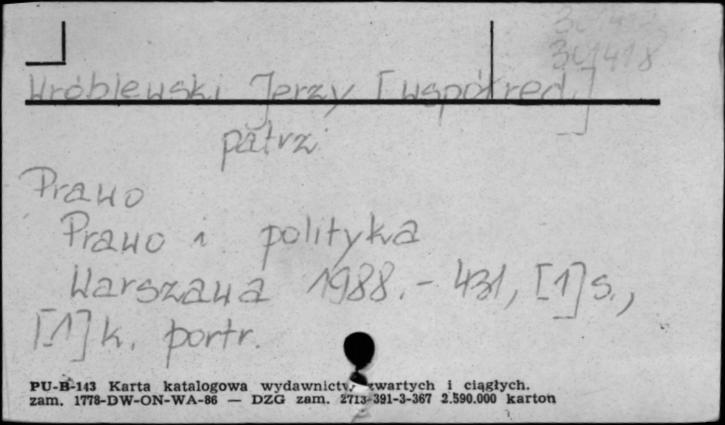 301418
Wróblewski Jerzy [współred.]
patrz
Prawo
Prawo i polityka
Warszawa 1988. - 431, [1] s.,
[1] k. portr.
PU-B-143 Karta katalogowa wydawnictw zwartych i ciągłych.
zam. 1778-DW-ON-WA-86 — DZG zam. 2713-391-3-367 2.590.000 karton